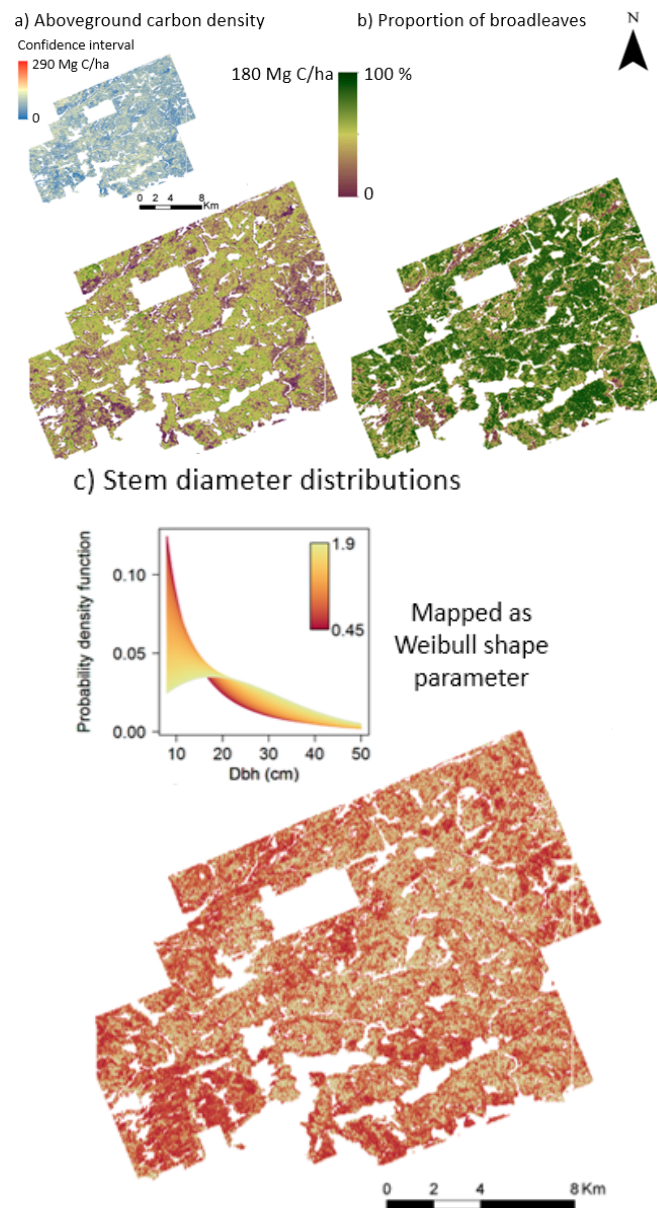 a) Aboveground carbon density
b) Proportion of broadleaves
N
Confidence interval
290 Mg C/ha
0
180 Mg C/ha
100 %
0
0 2 4 8
Km
c) Stem diameter distributions
Probability density function
0.10
0.05
0.00
10 20 30 40 50
Dbh (cm)
1.9
0.45
Mapped as
Weibull shape
parameter
0 2 4 8 Km